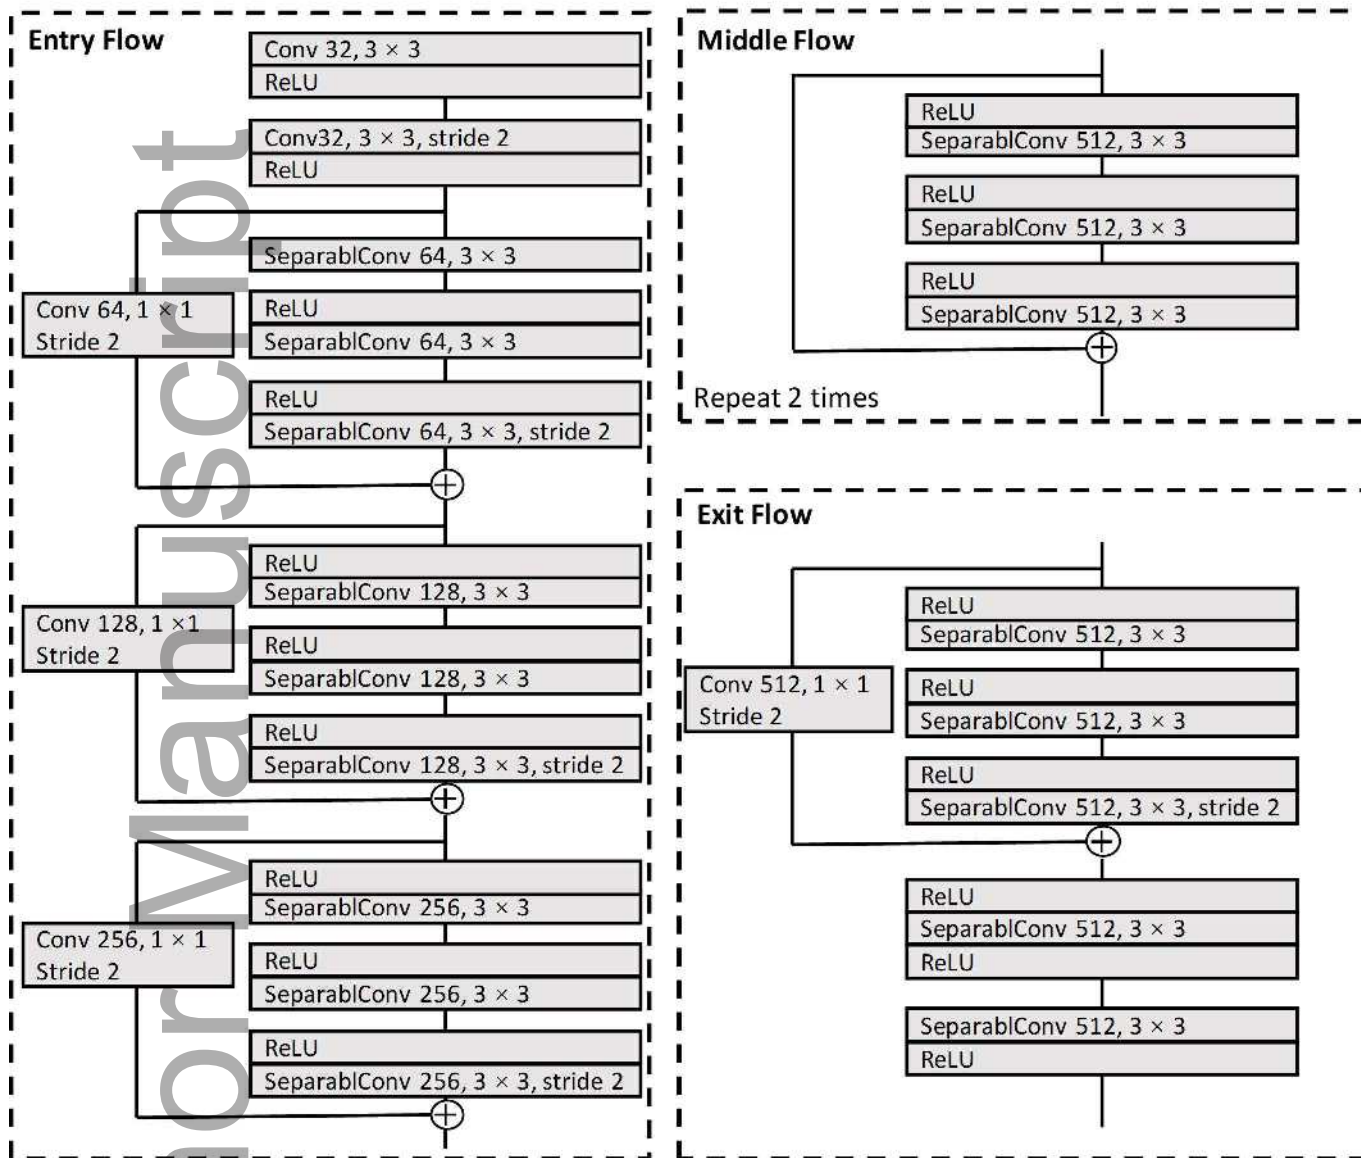 Entry Flow
Conv 32, 3 × 3
ReLU
Conv32, 3 × 3, stride 2
ReLU
SeparablConv 64, 3 × 3
Conv 64, 1 × 1
Stride 2
ReLU
SeparablConv 64, 3 × 3
ReLU
SeparablConv 64, 3 × 3, stride 2
ReLU
SeparablConv 128, 3 × 3
Conv 128, 1 ×1
Stride 2
ReLU
SeparablConv 128, 3 × 3
ReLU
SeparablConv 128, 3 × 3, stride 2
ReLU
SeparablConv 256, 3 × 3
Conv 256, 1 × 1
Stride 2
ReLU
SeparablConv 256, 3 × 3
ReLU
SeparablConv 256, 3 × 3, stride 2
Middle Flow
ReLU
SeparablConv 512, 3 × 3
ReLU
SeparablConv 512, 3 × 3
ReLU
SeparablConv 512, 3 × 3
Repeat 2 times
Exit Flow
ReLU
SeparablConv 512, 3 × 3
Conv 512, 1 × 1
Stride 2
ReLU
SeparablConv 512, 3 × 3
ReLU
SeparablConv 512, 3 × 3, stride 2
ReLU
SeparablConv 512, 3 × 3
ReLU
SeparablConv 512, 3 × 3
ReLU
or Manuscript